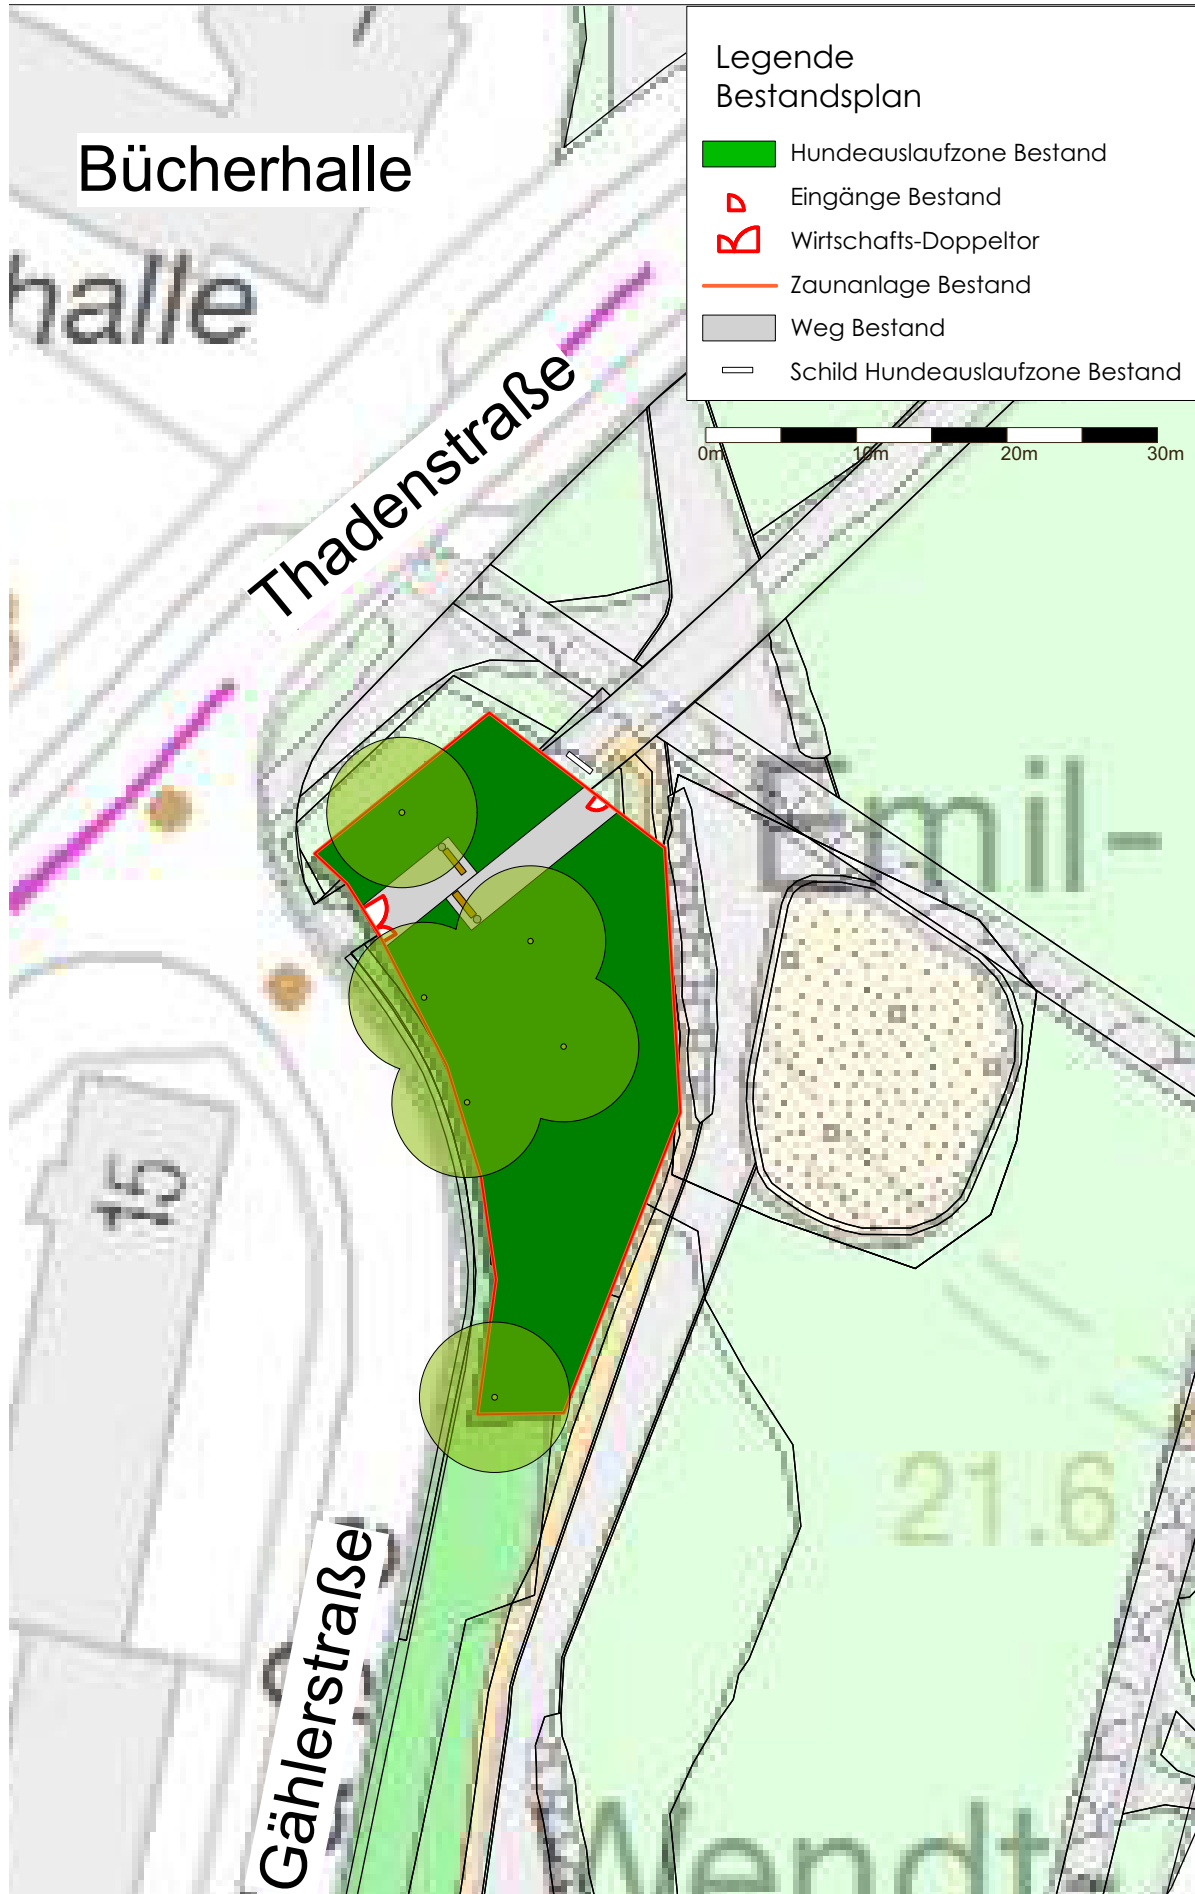 Legende
Bestandsplan
Hundeauslaufzone Bestand
Eingänge Bestand
Wirtschafts-Doppeltor
Zaunanlage Bestand
Weg Bestand
Schild Hundeauslaufzone Bestand
0m 10m 20m 30m
Bücherhalle
halle
Thadenstraße
Emil-
15
21.6
Gählerstraße
Wendt